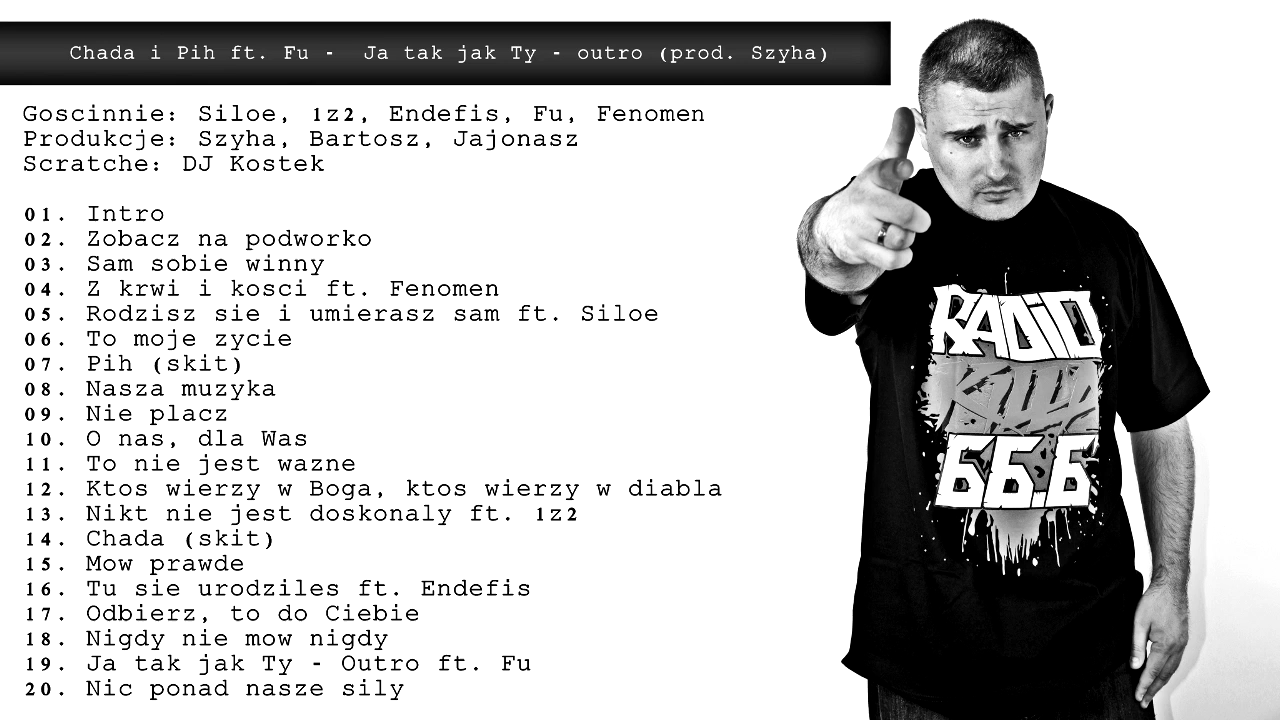 Chada i Pih ft. Fu - Ja tak jak Ty - outro (prod. Szyha)
Goscinnie: Siloe, 1z2, Endefis, Fu, Fenomen
Produkcje: Szyha, Bartosz, Jajonasz
Scratche: DJ Kostek
01. Intro
02. Zobacz na podworko
03. Sam sobie winny
04. Z krwi i kosci ft. Fenomen
05. Rodzisz sie i umierasz sam ft. Siloe
06. To moje zycie
07. Pih (skit)
08. Nasza muzyka
09. Nie placz
10. O nas, dla Was
11. To nie jest wazne
12. Ktos wierzy w Boga, ktos wierzy w diabla
13. Nikt nie jest doskonaly ft. 1z2
14. Chada (skit)
15. Mow prawde
16. Tu sie urodziles ft. Endefis
17. Odbierz, to do Ciebie
18. Nigdy nie mow nigdy
19. Ja tak jak Ty - Outro ft. Fu
20. Nic ponad nasze sily
RADIO
KILLA
66.6